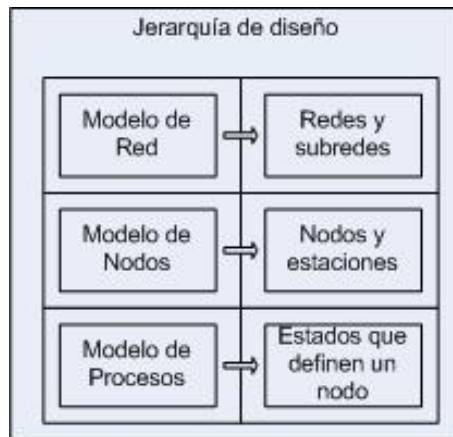 Jerarquía de diseño
Modelo de
Red
Redes y
subredes
Modelo de
Nodos
Nodos y
estaciones
Modelo de
Procesos
Estados que
definen un
nodo